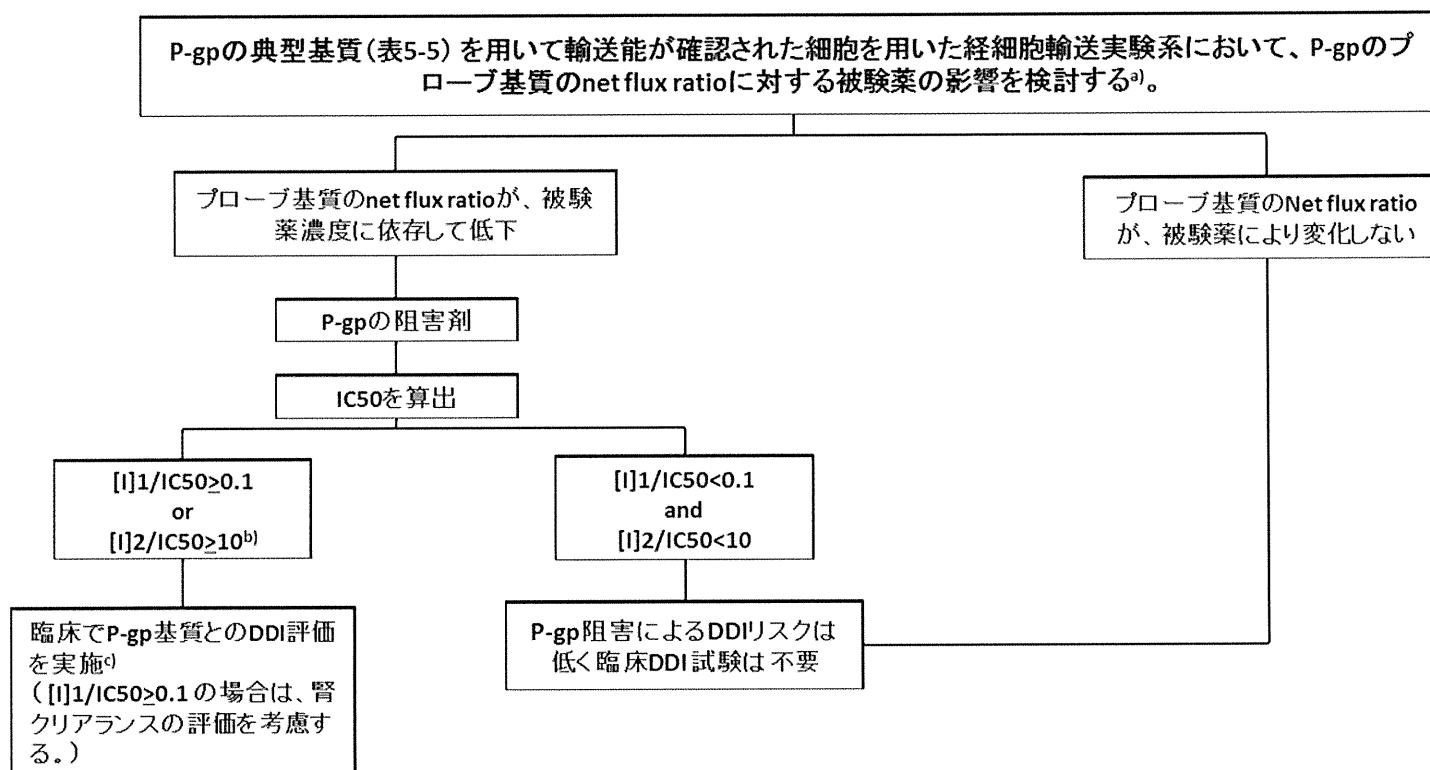 P-gpの典型基質(表5-5)を用いて輸送能が確認された細胞を用いた経細胞輸送実験系において、P-gpのプ
ローブ基質のnet flux ratioに対する被験薬の影響を検討するa)。
プローブ基質のnet flux ratioが、被験
薬濃度に依存して低下
プローブ基質のNet flux ratio
が、被験薬により変化しない
P-gpの阻害剤
IC50を算出
[I]1/IC50≥0.1
or
[I]2/IC50≥10b)
[I]1/IC50<0.1
and
[I]2/IC50<10
臨床でP-gp基質とのDDI評価
を実施c)
([I]1/IC50≥0.1の場合は、腎
クリアランスの評価を考慮す
る。)
P-gp阻害によるDDIリスクは
低く臨床DDI試験は不要